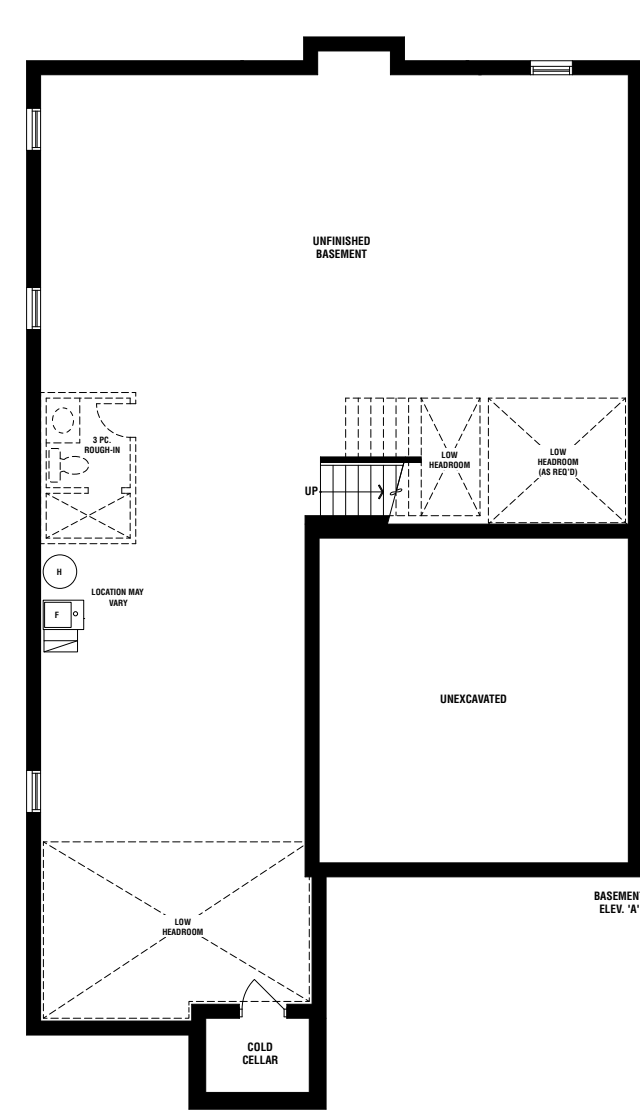 UNFINISHED
BASEMENT
3 PC.
ROUGH-IN
LOW
HEADROOM
LOW
HEADROOM
(AS REQ'D)
UP
H
LOCATION MAY
VARY
F
UNEXCAVATED
BASEMENT
ELEV. 'A'
LOW
HEADROOM
COLD
CELLAR